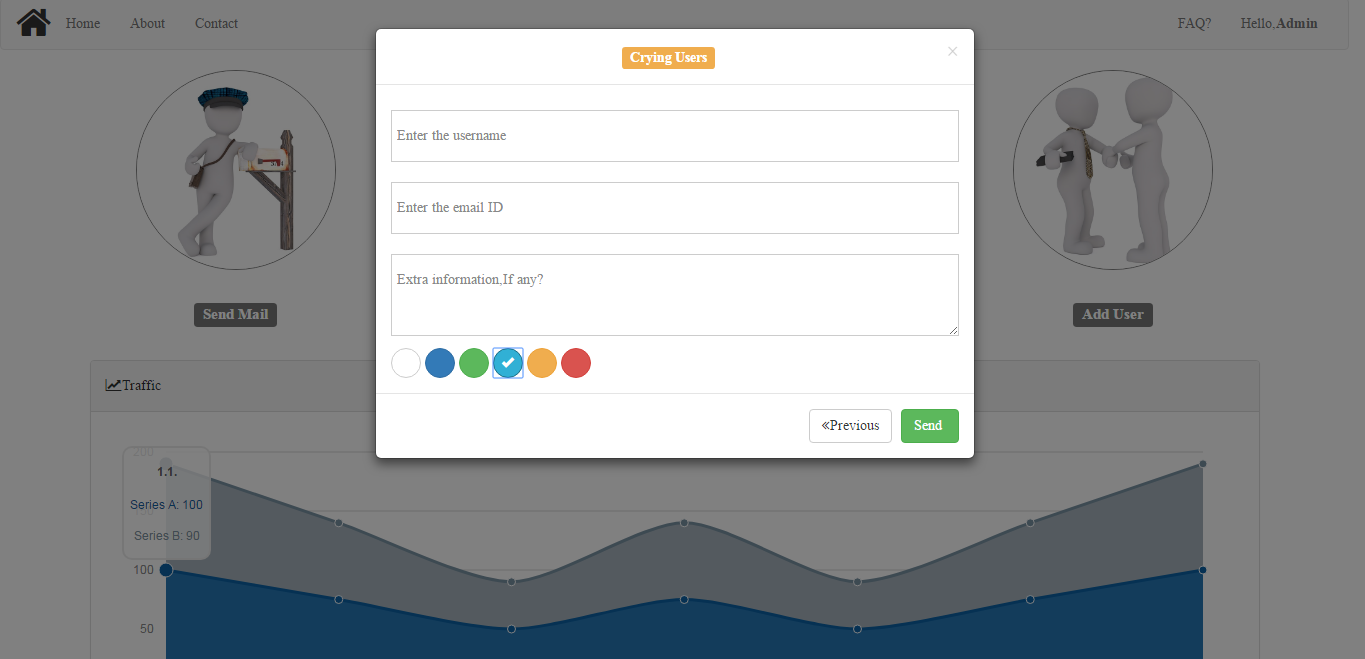 Home About Contact FAQ? Hello,Admin
Crying Users ×
Enter the username
Enter the email ID
Extra information,If any?
«Previous Send
Send Mail Add User
Traffic
200
1.1.
Series A: 100
Series B: 90
100
50